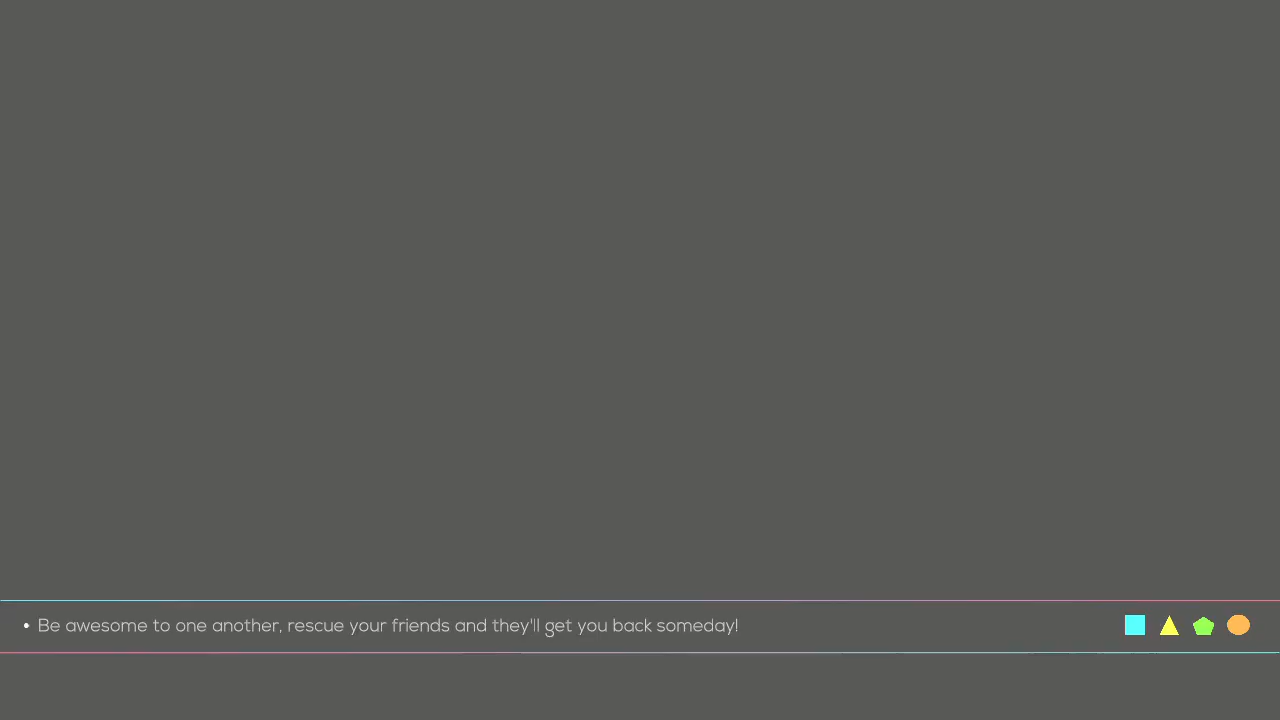 • Be awesome to one another, rescue your friends and they'll get you back someday!